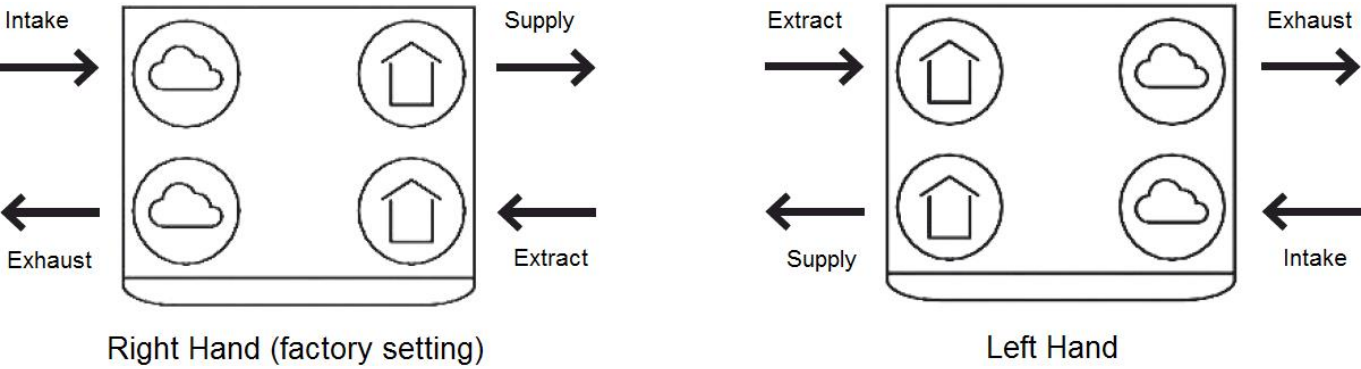 Intake
Supply
Exhaust
Extract
Right Hand (factory setting)
Extract
Exhaust
Supply
Intake
Left Hand